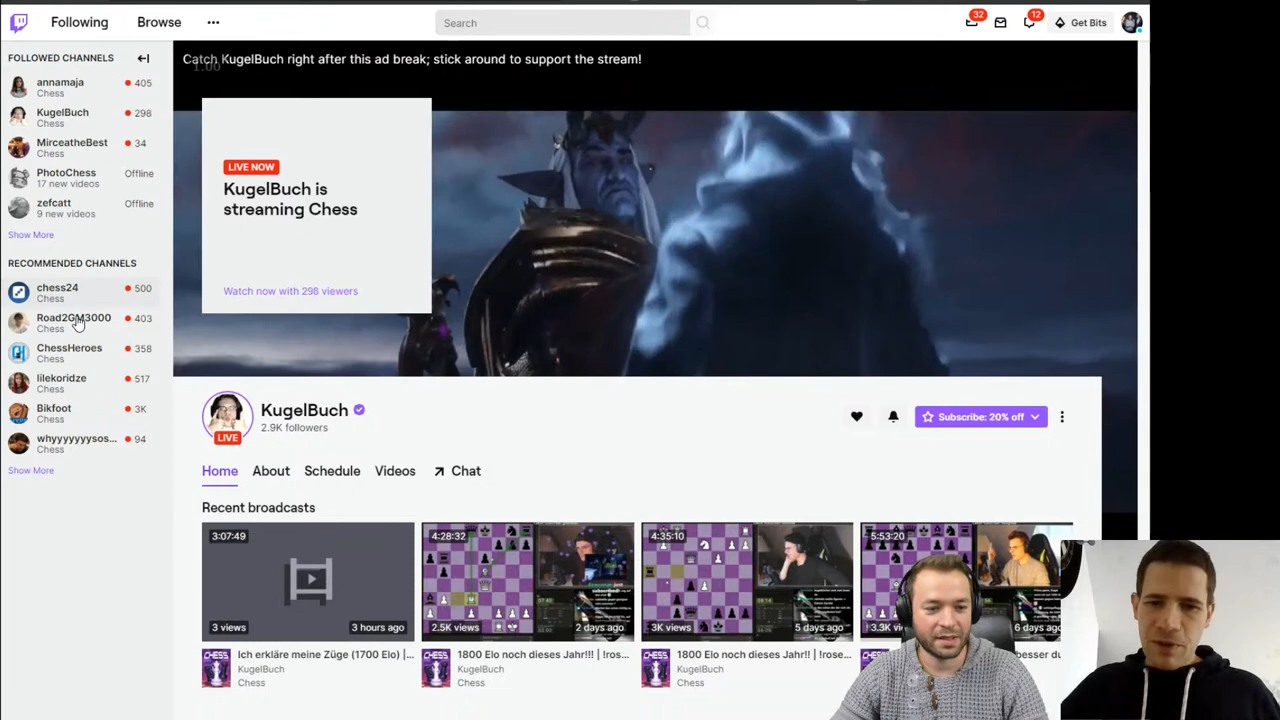 Following
Browse
Search
32
12
Get Bits
FOLLOWED CHANNELS
annamaja
Chess
405
KugelBuch
Chess
298
MirceatheBest
Chess
34
PhotoChess
17 new videos
Offline
zefcatt
9 new videos
Offline
Show More
RECOMMENDED CHANNELS
chess24
Chess
500
Road2GM3000
Chess
403
ChessHeroes
Chess
358
lilekoridze
Chess
517
Bikfoot
Chess
3K
whyyyyyysos...
Chess
94
Show More
Catch KugelBuch right after this ad break; stick around to support the stream!
1.00
LIVE NOW
KugelBuch is
streaming Chess
Watch now with 298 viewers
LIVE
KugelBuch
2.9K followers
Subscribe: 20% off
Home
About
Schedule
Videos
Chat
Recent broadcasts
3:07:49
3 views
3 hours ago
CHESS
Ich erkläre meine Züge (1700 Elo) |...
KugelBuch
Chess
4:28:32
2.5K views
2 days ago
CHESS
1800 Elo noch dieses Jahr!!! | !ros...
KugelBuch
Chess
4:35:10
3K views
5 days ago
CHESS
1800 Elo noch dieses Jahr!! | !rose...
KugelBuch
Chess
5:53:20
3.3K
6 days ago
CHESS
besser du